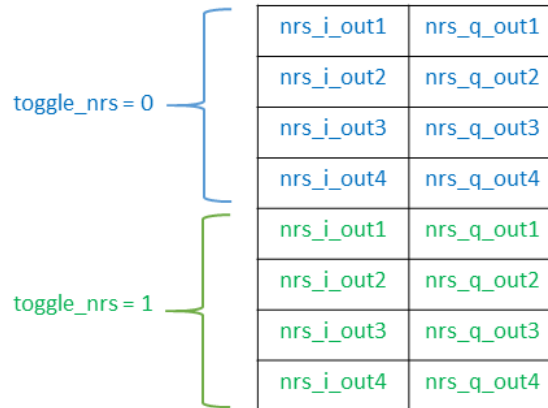 nrs_i_out1 nrs_q_out1
nrs_i_out2 nrs_q_out2
toggle_nrs = 0
nrs_i_out3 nrs_q_out3
nrs_i_out4 nrs_q_out4
nrs_i_out1 nrs_q_out1
nrs_i_out2 nrs_q_out2
toggle_nrs = 1
nrs_i_out3 nrs_q_out3
nrs_i_out4 nrs_q_out4